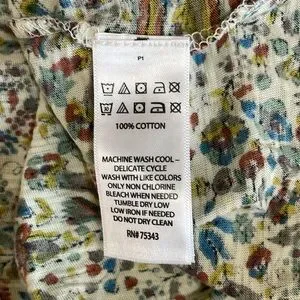 P1
100% COTTON
MACHINE WASH COOL –
DELICATE CYCLE
WASH WITH LIKE COLORS
ONLY NON CHLORINE
BLEACH WHEN NEEDED
TUMBLE DRY LOW
LOW IRON IF NEEDED
DO NOT DRY CLEAN
RN# 75343